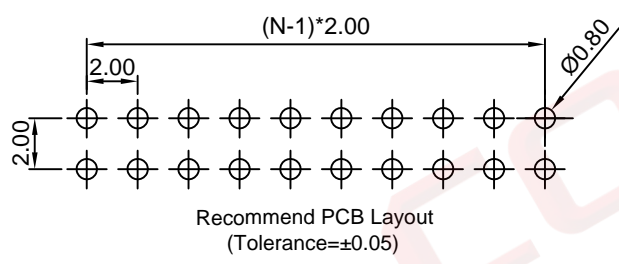 (N-1)*2.00
Ø0.80
2.00
2.00
Recommend PCB Layout
(Tolerance=±0.05)